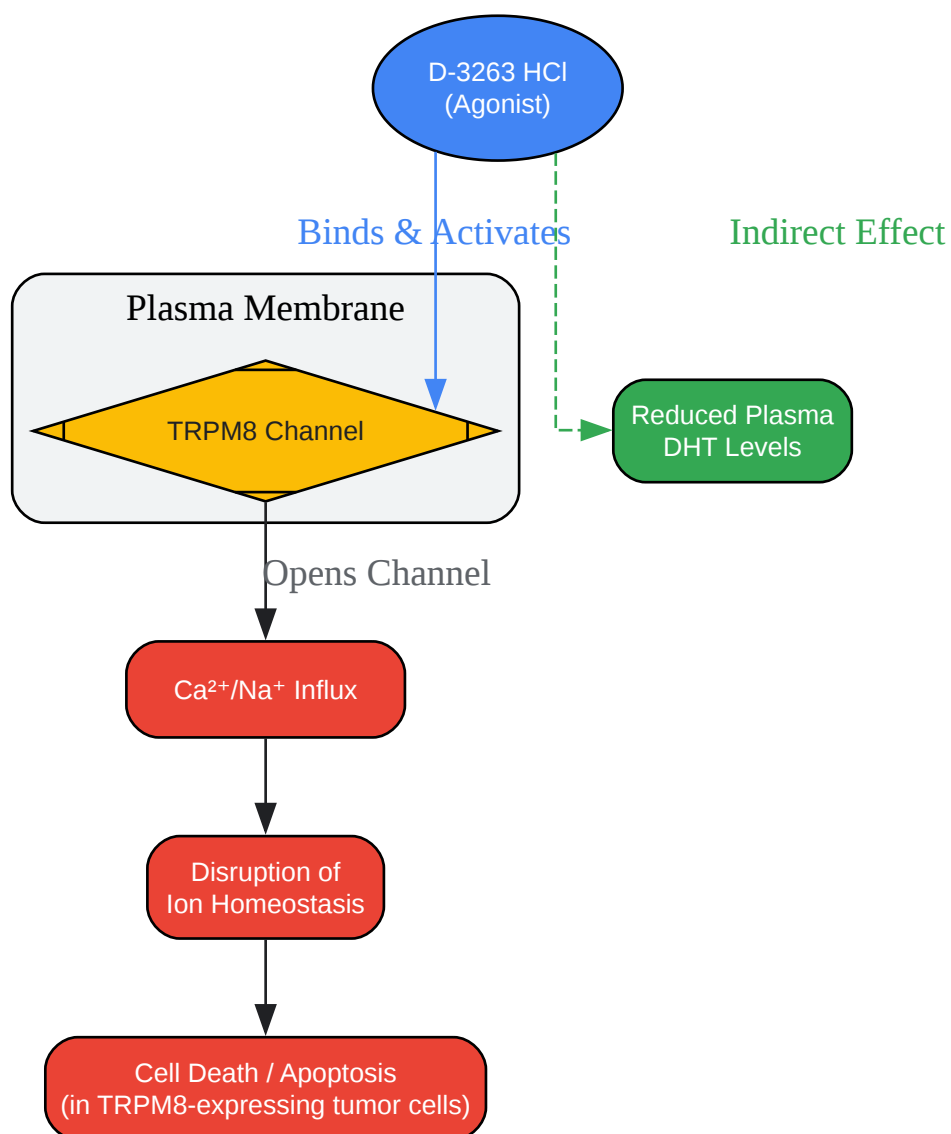 D-3263 HCl
(Agonist)
Binds & Activates
Indirect Effect
Plasma Membrane
TRPM8 Channel
Reduced Plasma
DHT Levels
Opens Channel
Ca²⁺/Na⁺ Influx
Disruption of
Ion Homeostasis
Cell Death / Apoptosis
(in TRPM8-expressing tumor cells)